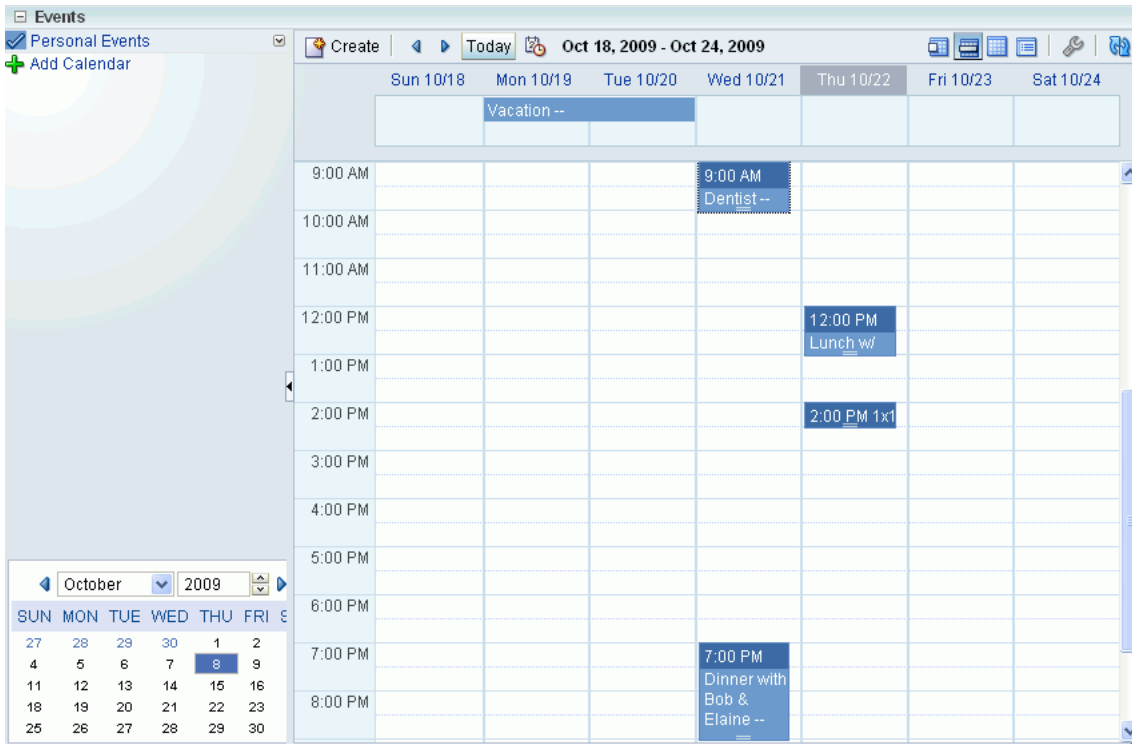 Events
Personal Events
Add Calendar
Create Today Oct 18, 2009 - Oct 24, 2009
Sun 10/18 Mon 10/19 Tue 10/20 Wed 10/21 Thu 10/22 Fri 10/23 Sat 10/24
Vacation --
9:00 AM
9:00 AM
Dentist --
10:00 AM
11:00 AM
12:00 PM
12:00 PM
Lunch w/
1:00 PM
2:00 PM
2:00 PM 1x1
3:00 PM
4:00 PM
5:00 PM
6:00 PM
7:00 PM
7:00 PM
Dinner with
Bob &
Elaine --
8:00 PM
October 2009
SUN MON TUE WED THU FRI S
27 28 29 30 1 2
4 5 6 7 8 9
11 12 13 14 15 16
18 19 20 21 22 23
25 26 27 28 29 30